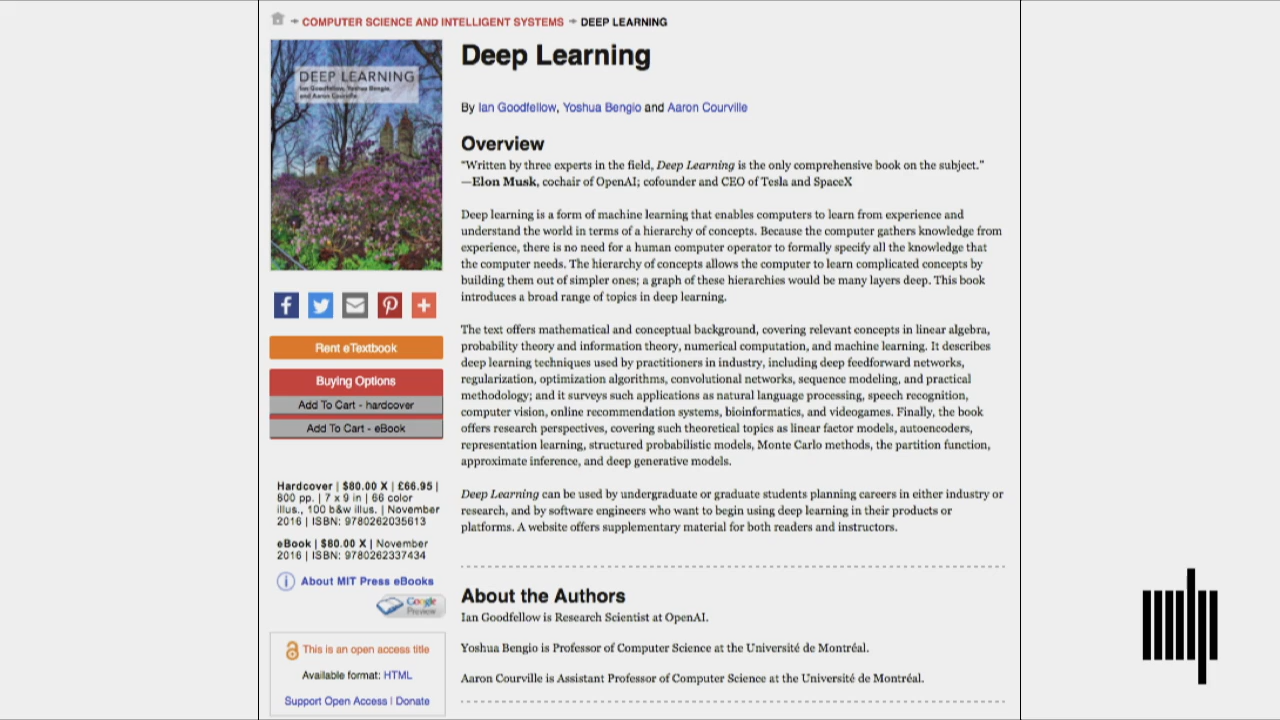 COMPUTER SCIENCE AND INTELLIGENT SYSTEMS DEEP LEARNING
DEEP LEARNING
Ian Goodfellow, Yoshua Bengio,
and Aaron Courville
Rent eTextbook
Buying Options
Add To Cart - hardcover
Add To Cart - eBook
Hardcover | $80.00 X | £66.95 |
800 pp. | 7 x 9 in | 66 color
illus., 100 b&w illus. | November
2016 | ISBN: 9780262035613
eBook | $80.00 X | November
2016 | ISBN: 9780262337434
About MIT Press eBooks
Google
Preview
This is an open access title
Available format: HTML
Support Open Access | Donate
Deep Learning
By Ian Goodfellow, Yoshua Bengio and Aaron Courville
Overview
“Written by three experts in the field, Deep Learning is the only comprehensive book on the subject.”
—Elon Musk, cochair of OpenAI; cofounder and CEO of Tesla and SpaceX
Deep learning is a form of machine learning that enables computers to learn from experience and
understand the world in terms of a hierarchy of concepts. Because the computer gathers knowledge from
experience, there is no need for a human computer operator to formally specify all the knowledge that
the computer needs. The hierarchy of concepts allows the computer to learn complicated concepts by
building them out of simpler ones; a graph of these hierarchies would be many layers deep. This book
introduces a broad range of topics in deep learning.
The text offers mathematical and conceptual background, covering relevant concepts in linear algebra,
probability theory and information theory, numerical computation, and machine learning. It describes
deep learning techniques used by practitioners in industry, including deep feedforward networks,
regularization, optimization algorithms, convolutional networks, sequence modeling, and practical
methodology; and it surveys such applications as natural language processing, speech recognition,
computer vision, online recommendation systems, bioinformatics, and videogames. Finally, the book
offers research perspectives, covering such theoretical topics as linear factor models, autoencoders,
representation learning, structured probabilistic models, Monte Carlo methods, the partition function,
approximate inference, and deep generative models.
Deep Learning can be used by undergraduate or graduate students planning careers in either industry or
research, and by software engineers who want to begin using deep learning in their products or
platforms. A website offers supplementary material for both readers and instructors.
About the Authors
Ian Goodfellow is Research Scientist at OpenAI.
Yoshua Bengio is Professor of Computer Science at the Université de Montréal.
Aaron Courville is Assistant Professor of Computer Science at the Université de Montréal.